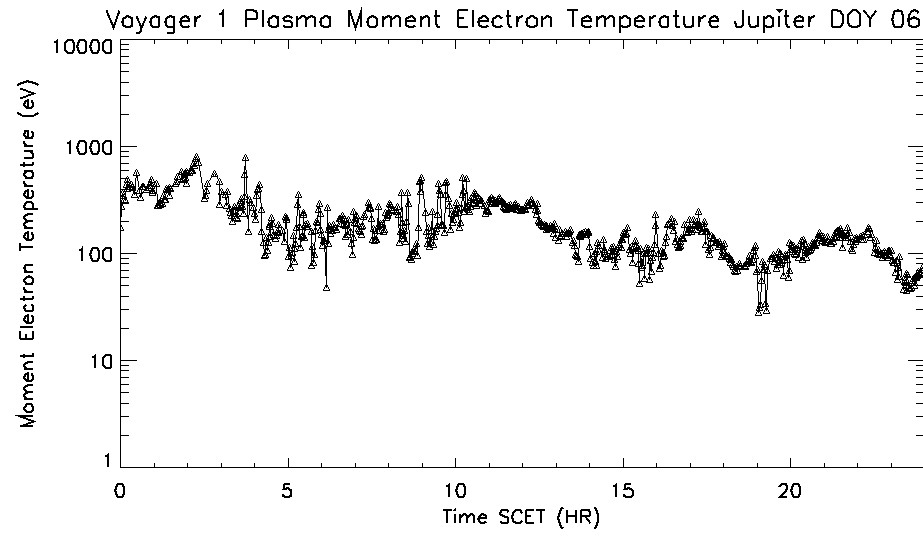 Voyager 1 Plasma Moment Electron Temperature Jupiter DOY 06
10000
1000
100
10
1
Moment Electron Temperature (eV)
0 5 10 15 20
Time SCET (HR)